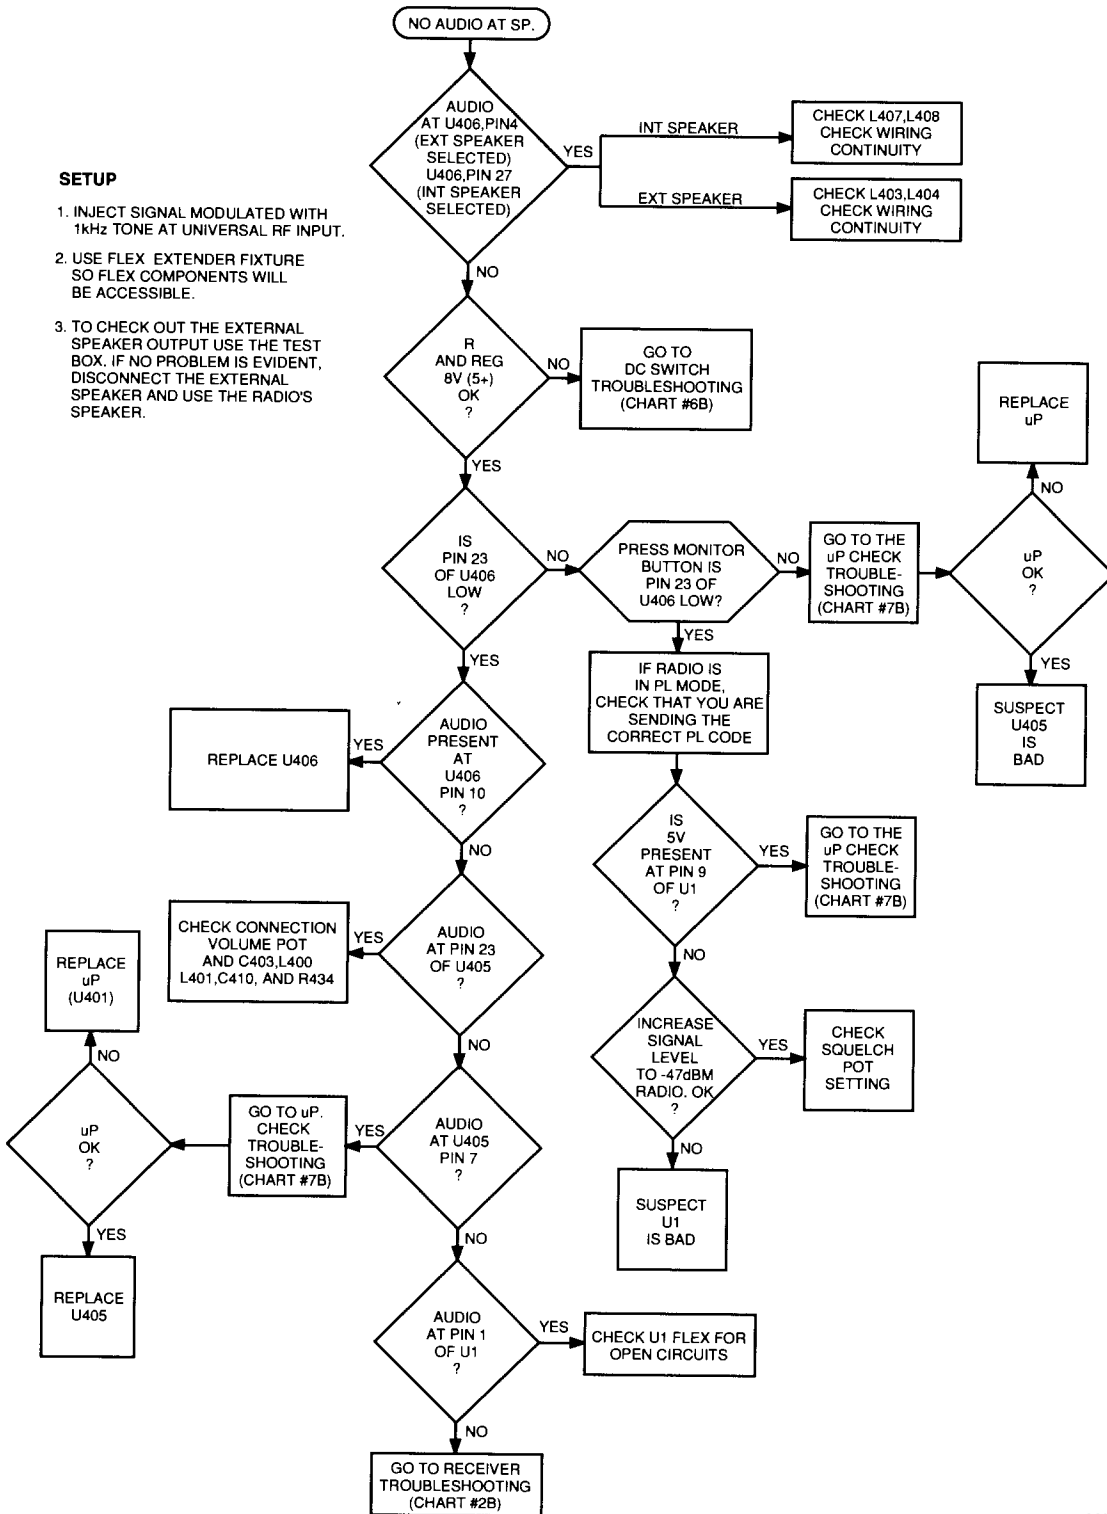 NO AUDIO AT SP.
AUDIO
AT U406,PIN4
(EXT SPEAKER
SELECTED)
U406,PIN 27
(INT SPEAKER
SELECTED)
YES
INT SPEAKER
CHECK L407,L408
CHECK WIRING
CONTINUITY
EXT SPEAKER
CHECK L403,L404
CHECK WIRING
CONTINUITY
SETUP
1. INJECT SIGNAL MODULATED WITH
1kHz TONE AT UNIVERSAL RF INPUT.
2. USE FLEX EXTENDER FIXTURE
SO FLEX COMPONENTS WILL
BE ACCESSIBLE.
3. TO CHECK OUT THE EXTERNAL
SPEAKER OUTPUT USE THE TEST
BOX. IF NO PROBLEM IS EVIDENT,
DISCONNECT THE EXTERNAL
SPEAKER AND USE THE RADIO'S
SPEAKER.
NO
R
AND REG
8V (5+)
OK
?
NO
GO TO
DC SWITCH
TROUBLESHOOTING
(CHART #6B)
YES
IS
PIN 23
OF U406
LOW
?
NO
PRESS MONITOR
BUTTON IS
PIN 23 OF
U406 LOW?
NO
GO TO THE
uP CHECK
TROUBLE-
SHOOTING
(CHART #7B)
uP
OK
?
NO
REPLACE
uP
YES
SUSPECT
U405
IS
BAD
YES
IF RADIO IS
IN PL MODE,
CHECK THAT YOU ARE
SENDING THE
CORRECT PL CODE
IS
5V
PRESENT
AT PIN 9
OF U1
?
YES
GO TO THE
uP CHECK
TROUBLE-
SHOOTING
(CHART #7B)
NO
INCREASE
SIGNAL
LEVEL
TO -47dBM
RADIO. OK
?
YES
CHECK
SQUELCH
POT
SETTING
NO
SUSPECT
U1
IS BAD
YES
AUDIO
PRESENT
AT
U406
PIN 10
?
YES
REPLACE U406
NO
AUDIO
AT PIN 23
OF U405
?
YES
CHECK CONNECTION
VOLUME POT
AND C403,L400
L401,C410, AND R434
NO
AUDIO
AT U405
PIN 7
?
YES
GO TO uP.
CHECK
TROUBLE-
SHOOTING
(CHART #7B)
uP
OK
?
NO
REPLACE
uP
(U401)
YES
REPLACE
U405
NO
AUDIO
AT PIN 1
OF U1
?
YES
CHECK U1 FLEX FOR
OPEN CIRCUITS
NO
GO TO RECEIVER
TROUBLESHOOTING
(CHART #2B)